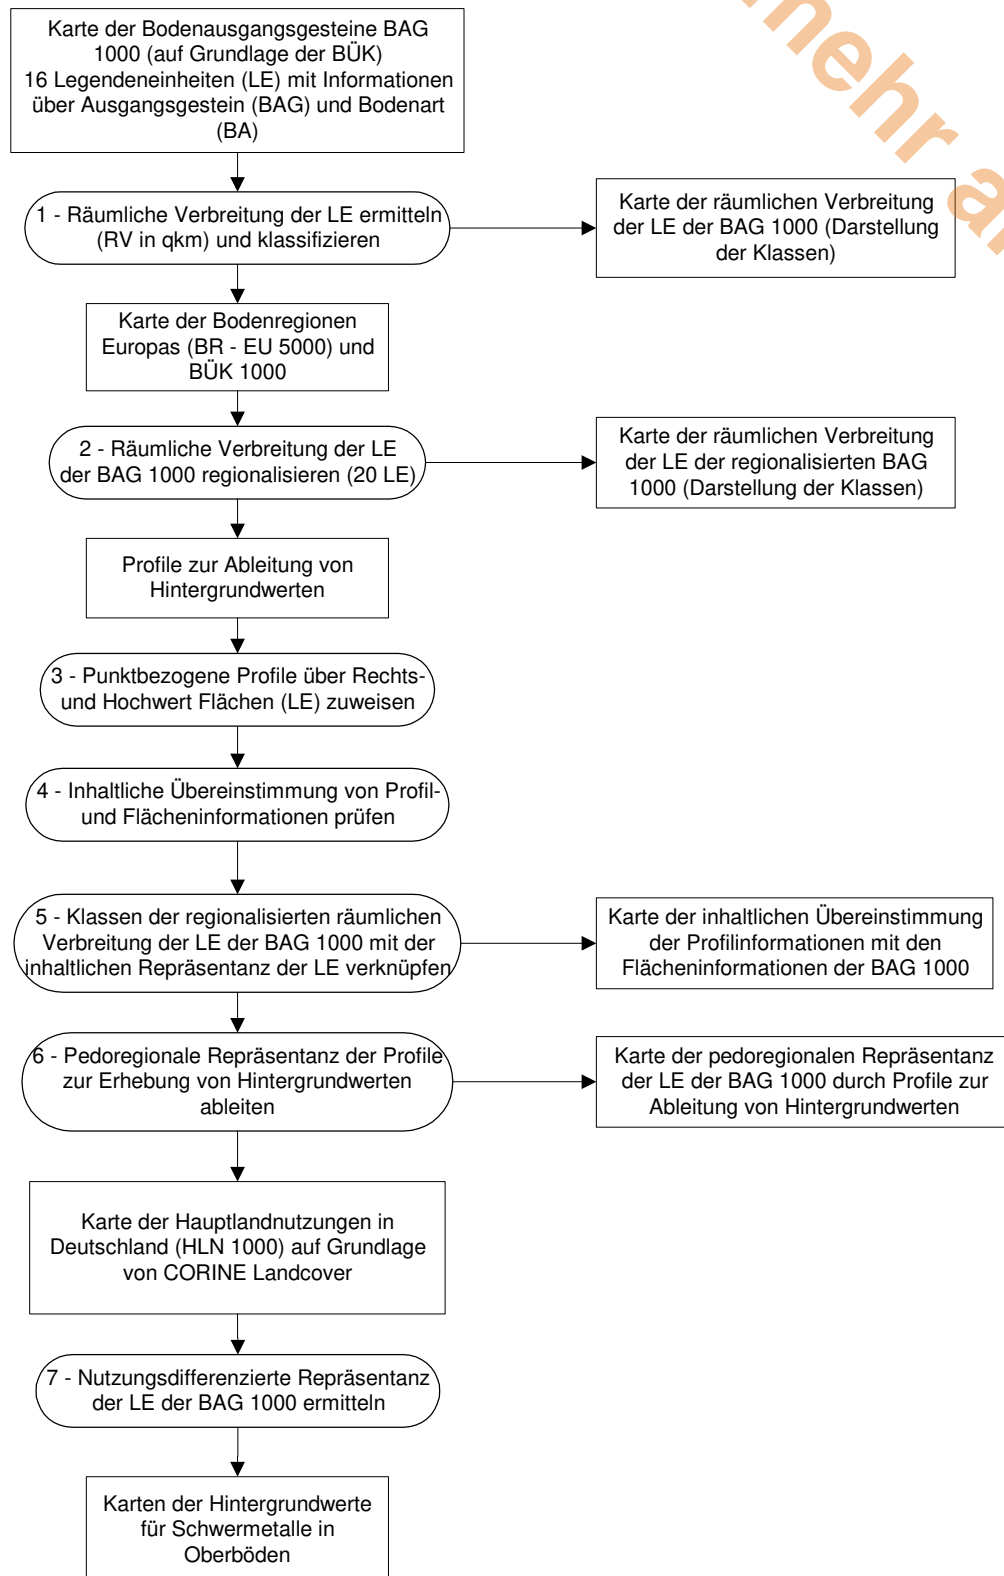 Karte der Bodenausgangsgesteine BAG
1000 (auf Grundlage der BÜK)
16 Legendeneinheiten (LE) mit Informationen
über Ausgangsgestein (BAG) und Bodenart
(BA)
1 - Räumliche Verbreitung der LE ermitteln
(RV in qkm) und klassifizieren
Karte der räumlichen Verbreitung
der LE der BAG 1000 (Darstellung
der Klassen)
Karte der Bodenregionen
Europas (BR - EU 5000) und
BÜK 1000
2 - Räumliche Verbreitung der LE
der BAG 1000 regionalisieren (20 LE)
Karte der räumlichen Verbreitung
der LE der regionalisierten BAG
1000 (Darstellung der Klassen)
Profile zur Ableitung von
Hintergrundwerten
3 - Punktbezogene Profile über Rechts-
und Hochwert Flächen (LE) zuweisen
4 - Inhaltliche Übereinstimmung von Profil-
und Flächeninformationen prüfen
5 - Klassen der regionalisierten räumlichen
Verbreitung der LE der BAG 1000 mit der
inhaltlichen Repräsentanz der LE verknüpfen
Karte der inhaltlichen Übereinstimmung
der Profilinformationen mit den
Flächeninformationen der BAG 1000
6 - Pedoregionale Repräsentanz der Profile
zur Erhebung von Hintergrundwerten
ableiten
Karte der pedoregionalen Repräsentanz
der LE der BAG 1000 durch Profile zur
Ableitung von Hintergrundwerten
Karte der Hauptlandnutzungen in
Deutschland (HLN 1000) auf Grundlage
von CORINE Landcover
7 - Nutzungsdifferenzierte Repräsentanz
der LE der BAG 1000 ermitteln
Karten der Hintergrundwerte
für Schwermetalle in
Oberböden